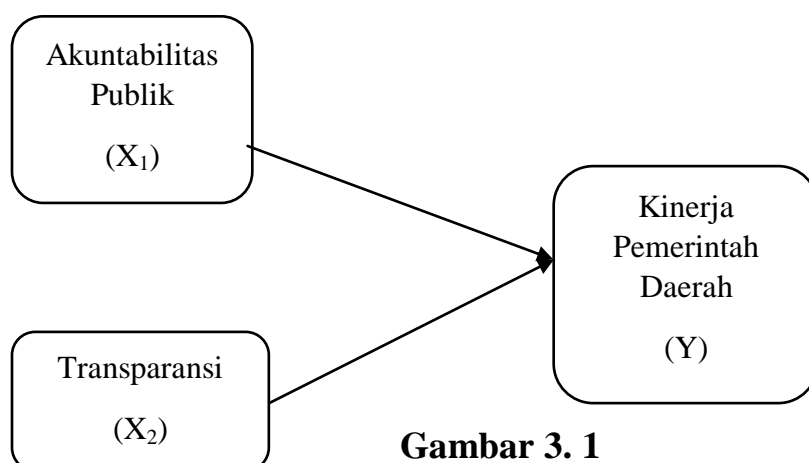 Akuntabilitas
Publik
(X₁)
Kinerja
Pemerintah
Daerah
(Y)
Transparansi
(X₂)
Gambar 3. 1